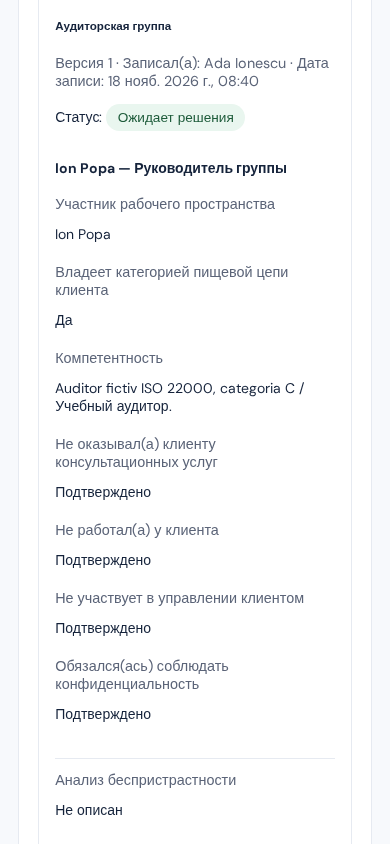 Аудиторская группа
Версия 1 · Записал(а): Ada Ionescu · Дата
записи: 18 нояб. 2026 г., 08:40
Статус: Ожидает решения
Ion Popa — Руководитель группы
Участник рабочего пространства
Ion Popa
Владеет категорией пищевой цепи
клиента
Да
Компетентность
Auditor fictiv ISO 22000, categoria C /
Учебный аудитор.
Не оказывал(а) клиенту
консультационных услуг
Подтверждено
Не работал(а) у клиента
Подтверждено
Не участвует в управлении клиентом
Подтверждено
Обязался(ась) соблюдать
конфиденциальность
Подтверждено
Анализ беспристрастности
Не описан